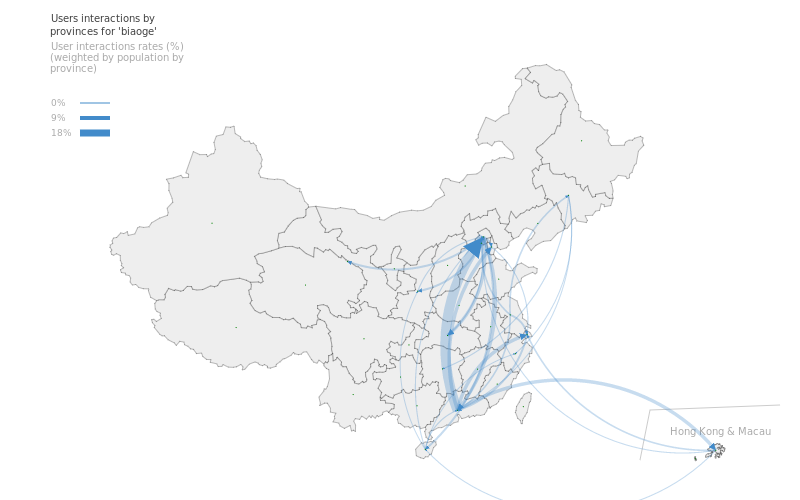 Users interactions by
provinces for 'biaoge'
User interactions rates (%)
(weighted by population by
province)
0%
9%
18%
Hong Kong & Macau